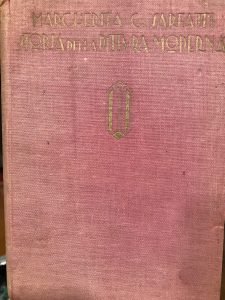 MARGHERITA G. SARFATTI
STORIA DELLA PITTURA MODERNA